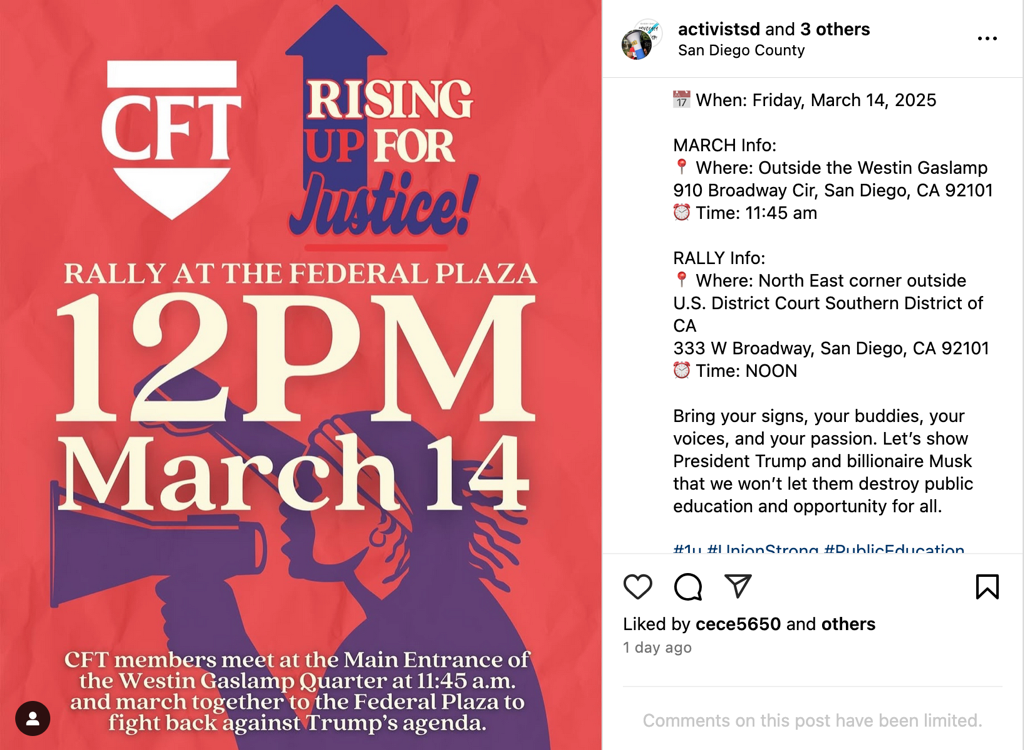 CFT
RISING
UP FOR
Justice!
RALLY AT THE FEDERAL PLAZA
12PM
March 14
CFT members meet at the Main Entrance of
the Westin Gaslamp Quarter at 11:45 a.m.
and march together to the Federal Plaza to
fight back against Trump's agenda.
activistsd and 3 others
San Diego County
📅 When: Friday, March 14, 2025
MARCH Info:
📍 Where: Outside the Westin Gaslamp
910 Broadway Cir, San Diego, CA 92101
⏰ Time: 11:45 am
RALLY Info:
📍 Where: North East corner outside
U.S. District Court Southern District of
CA
333 W Broadway, San Diego, CA 92101
⏰ Time: NOON
Bring your signs, your buddies, your
voices, and your passion. Let’s show
President Trump and billionaire Musk
that we won’t let them destroy public
education and opportunity for all.
#1u #UnionStrong #PublicEducation
Liked by cece5650 and others
1 day ago
Comments on this post have been limited.